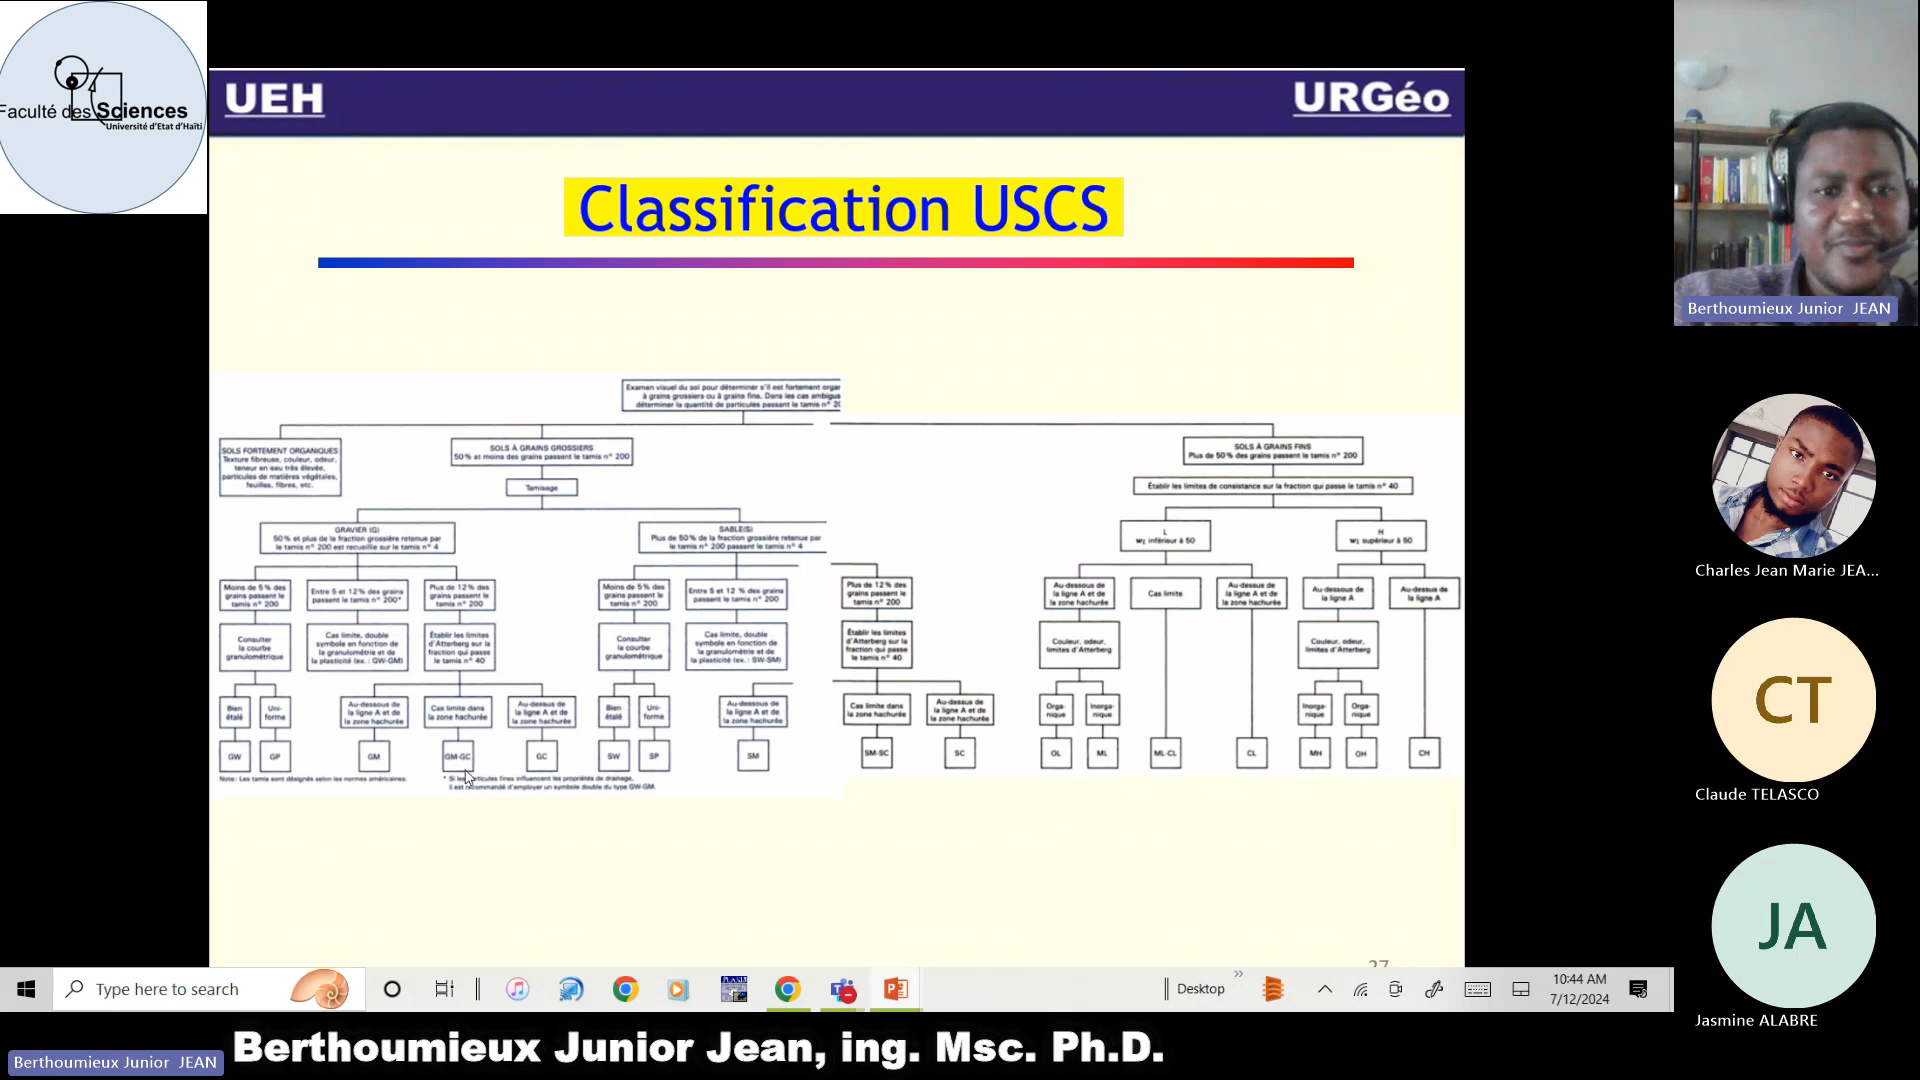 Faculté des Sciences
Université d'Etat d'Haïti
UEH
URGéo
Classification USCS
Examen visuel du sol pour déterminer s'il est fortement orga
à grains grossiers ou à grains fins. Dans les cas ambigus
déterminer la quantité de particules passant le tamis n° 20
SOLS FORTEMENT ORGANIQUES
Texture fibreuse, couleur, odeur,
teneur en eau très élevée,
particules de matières végétales,
feuilles, fibres, etc.
SOLS À GRAINS GROSSIERS
50 % et moins des grains passent le tamis n° 200
Tamisage
SOLS À GRAINS FINS
Plus de 50 % des grains passent le tamis n° 200
Établir les limites de consistance sur la fraction qui passe le tamis n° 40
GRAVIER (G)
50 % et plus de la fraction grossière retenue par
le tamis n° 200 est recueillie sur le tamis n° 4
SABLE(S)
Plus de 50 % de la fraction grossière retenue par
le tamis n° 200 passent le tamis n° 4
L
wL inférieur à 50
H
wL supérieur à 50
Moins de 5 % des
grains passent le
tamis n° 200
Entre 5 et 12 % des grains
passent le tamis n° 200*
Plus de 12 % des
grains passent le
tamis n° 200
Moins de 5 % des
grains passent le
tamis n° 200
Entre 5 et 12 % des grains
passent le tamis n° 200
Plus de 12 % des
grains passent le
tamis n° 200
Au-dessous de
la ligne A et de
la zone hachurée
Cas limite
Au-dessus de
la ligne A et de
la zone hachurée
Au-dessous de
la ligne A
Au-dessus de
la ligne A
Consulter
la courbe
granulométrique
Cas limite, double
symbole en fonction de
la granulométrie et de
la plasticité (ex. : GW-GM)
Établir les limites
d'Atterberg sur la
fraction qui passe
le tamis n° 40
Consulter
la courbe
granulométrique
Cas limite, double
symbole en fonction de
la granulométrie et de
la plasticité (ex. : SW-SM)
Établir les limites
d'Atterberg sur la
fraction qui passe
le tamis n° 40
Couleur, odeur,
limites d'Atterberg
Couleur, odeur,
limites d'Atterberg
Bien
étalé
Uni-
forme
Au-dessous de
la ligne A et de
la zone hachurée
Cas limite dans
la zone hachurée
Au-dessus de
la ligne A et de
la zone hachurée
Bien
étalé
Uni-
forme
Au-dessous de
la ligne A et de
la zone hachurée
Cas limite dans
la zone hachurée
Au-dessus de
la ligne A et de
la zone hachurée
Orga-
nique
Inorga-
nique
Inorga-
nique
Orga-
nique
GW
GP
GM
GM-GC
GC
SW
SP
SM
SM-SC
SC
OL
ML
ML-CL
CL
MH
OH
CH
Note : Les tamis sont désignés selon les normes américaines.
* Si les particules fines influencent les propriétés de drainage,
il est recommandé d'employer un symbole double du type GW-GM.
Type here to search
Desktop
10:44 AM
7/12/2024
Berthoumieux Junior JEAN
Charles Jean Marie JEA...
CT
Claude TELASCO
JA
Jasmine ALABRE
Berthoumieux Junior JEAN
Berthoumieux Junior Jean, ing. Msc. Ph.D.